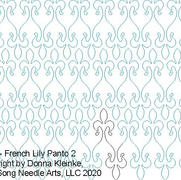 - French Lily Panto 2
right by Donna Kleinke,
Song Needle Arts, LLC 2020